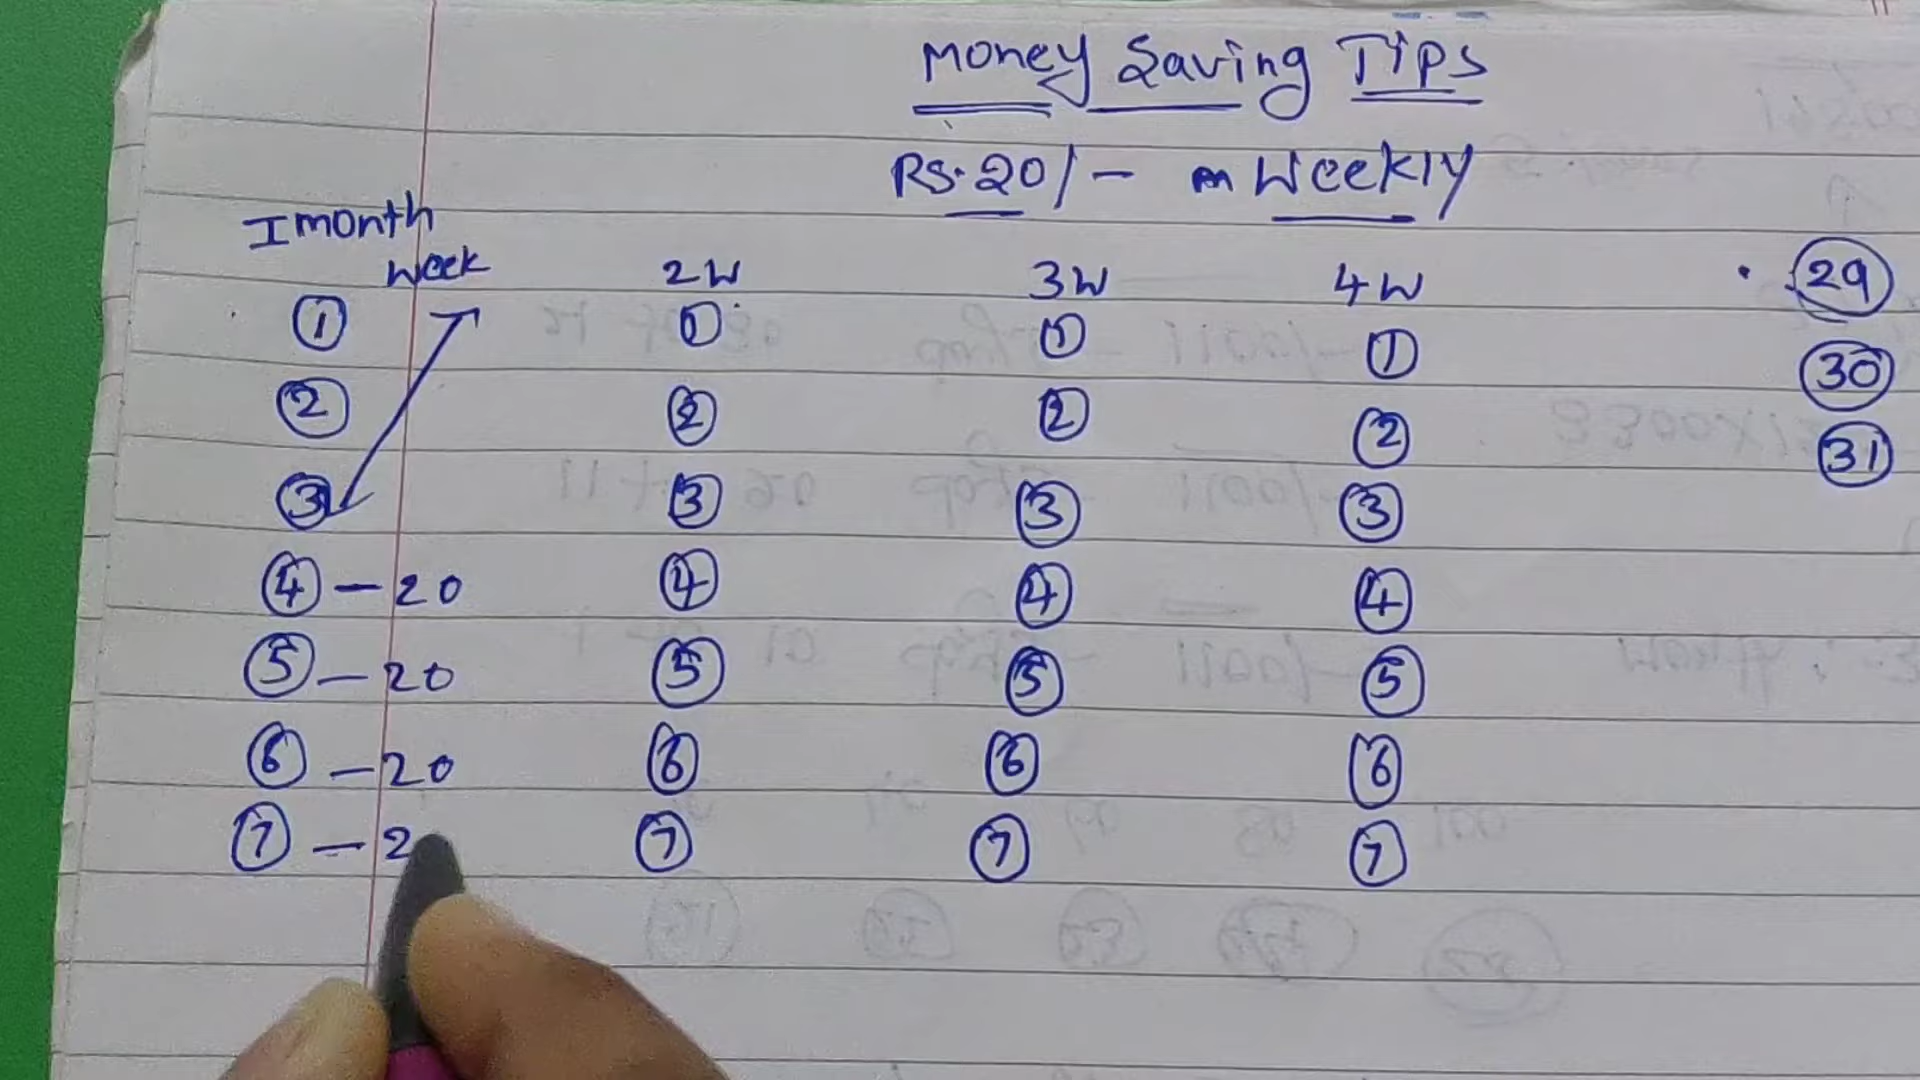 Money Saving Tips
Rs. 20/- Weekly
I month
week 2W 3W 4W 29
1 1 1 1 30
2 2 2 2 31
3 3 3 3
4 - 20 4 4 4
5 - 20 5 5 5
6 - 20 6 6 6
7 - 2 7 7 7